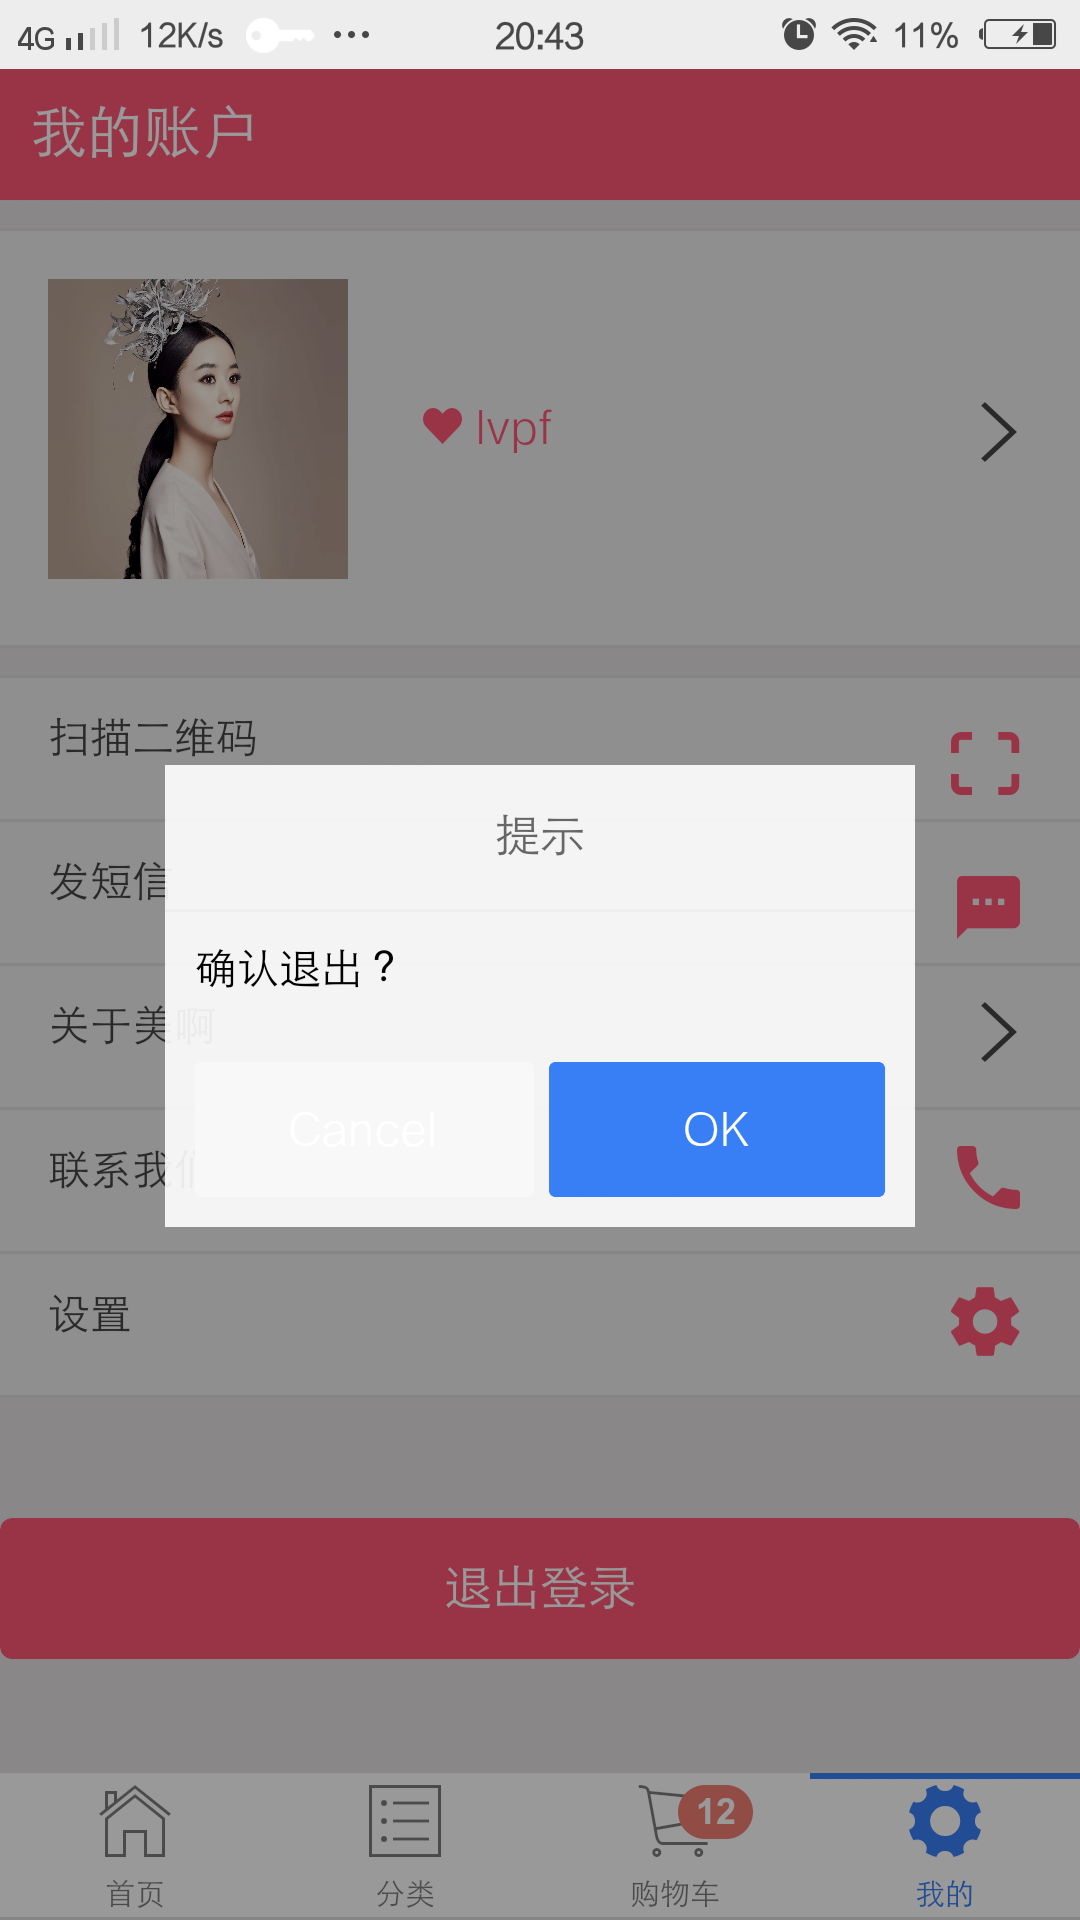 4G 12K/s 20:43 11%
我的账户
lvpf
扫描二维码
提示
发短信
确认退出？
关于美啊
Cancel OK
联系我们
设置
退出登录
12
首页 分类 购物车 我的